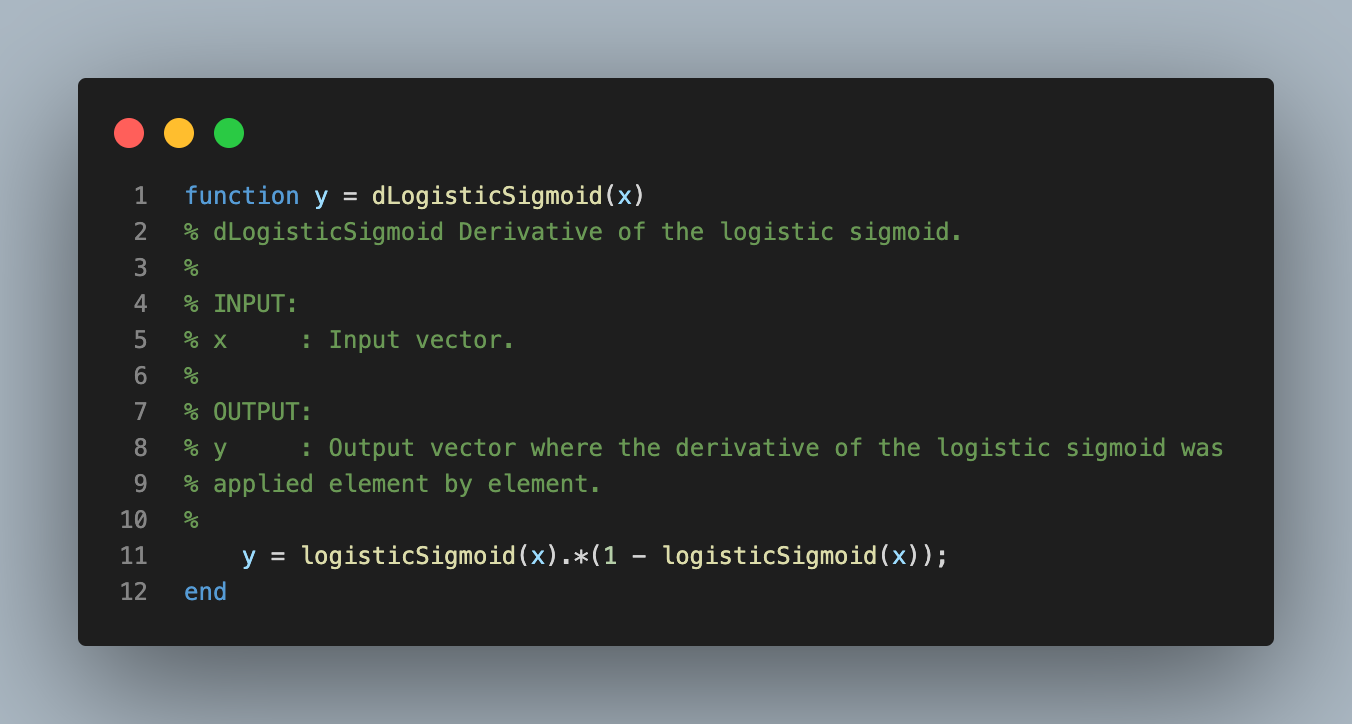 1 function y = dLogisticSigmoid(x)
2 % dLogisticSigmoid Derivative of the logistic sigmoid.
3 %
4 % INPUT:
5 % x     : Input vector.
6 %
7 % OUTPUT:
8 % y     : Output vector where the derivative of the logistic sigmoid was
9 % applied element by element.
10 %
11     y = logisticSigmoid(x).*(1 - logisticSigmoid(x));
12 end